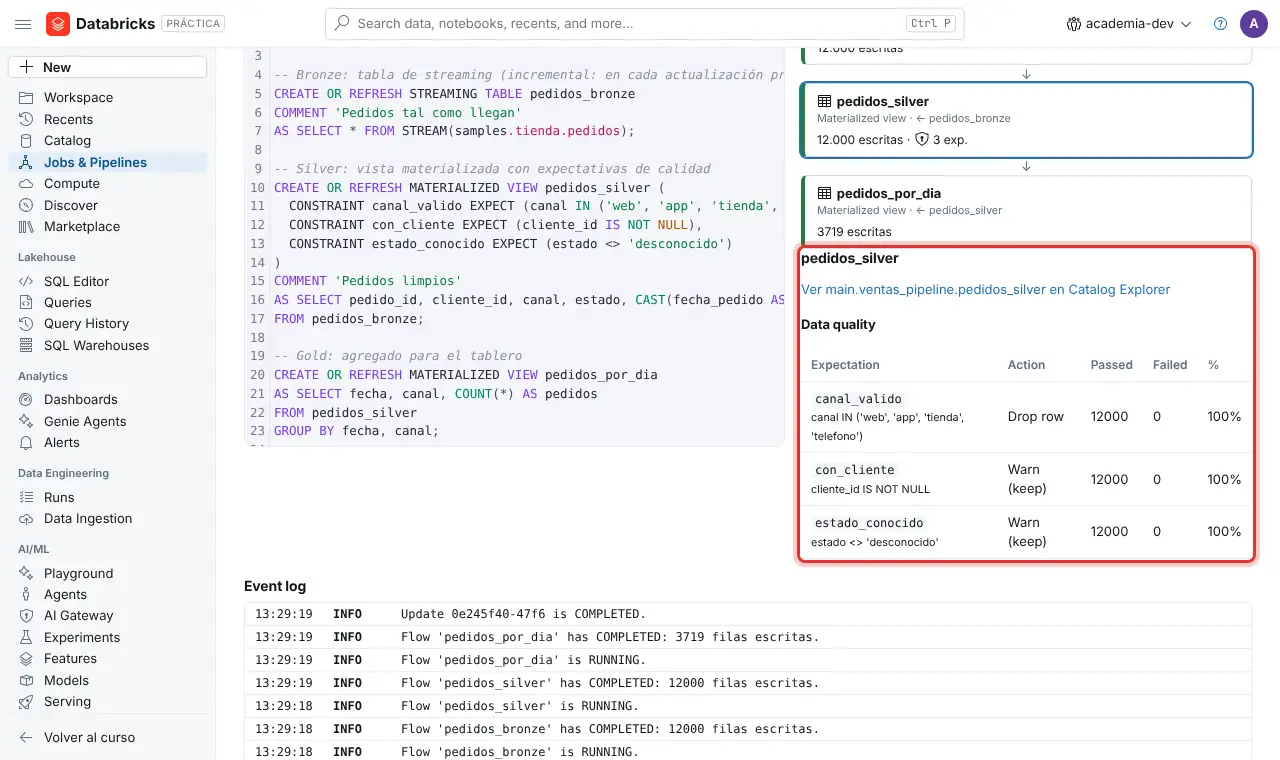 Databricks
PRÁCTICA
Search data, notebooks, recents, and more...
Ctrl P
academia-dev
?
A
New
Workspace
Recents
Catalog
Jobs & Pipelines
Compute
Discover
Marketplace
Lakehouse
SQL Editor
Queries
Query History
SQL Warehouses
Analytics
Dashboards
Genie Agents
Alerts
Data Engineering
Runs
Data Ingestion
AI/ML
Playground
Agents
AI Gateway
Experiments
Features
Models
Serving
Volver al curso
3
4 -- Bronze: tabla de streaming (incremental: en cada actualización pr
5 CREATE OR REFRESH STREAMING TABLE pedidos_bronze
6 COMMENT 'Pedidos tal como llegan'
7 AS SELECT * FROM STREAM(samples.tienda.pedidos);
8
9 -- Silver: vista materializada con expectativas de calidad
10 CREATE OR REFRESH MATERIALIZED VIEW pedidos_silver (
11 CONSTRAINT canal_valido EXPECT (canal IN ('web', 'app', 'tienda',
12 CONSTRAINT con_cliente EXPECT (cliente_id IS NOT NULL),
13 CONSTRAINT estado_conocido EXPECT (estado <> 'desconocido')
14 )
15 COMMENT 'Pedidos limpios'
16 AS SELECT pedido_id, cliente_id, canal, estado, CAST(fecha_pedido AS
17 FROM pedidos_bronze;
18
19 -- Gold: agregado para el tablero
20 CREATE OR REFRESH MATERIALIZED VIEW pedidos_por_dia
21 AS SELECT fecha, canal, COUNT(*) AS pedidos
22 FROM pedidos_silver
23 GROUP BY fecha, canal;
12.000 escritas
↓
pedidos_silver
Materialized view · ← pedidos_bronze
12.000 escritas · 3 exp.
↓
pedidos_por_dia
Materialized view · ← pedidos_silver
3719 escritas
pedidos_silver
Ver main.ventas_pipeline.pedidos_silver en Catalog Explorer
Data quality
Expectation Action Passed Failed %
canal_valido
canal IN ('web', 'app', 'tienda',
'telefono')
Drop row 12000 0 100%
con_cliente
cliente_id IS NOT NULL
Warn
(keep)
12000 0 100%
estado_conocido
estado <> 'desconocido'
Warn
(keep)
12000 0 100%
Event log
13:29:19 INFO Update 0e245f40-47f6 is COMPLETED.
13:29:19 INFO Flow 'pedidos_por_dia' has COMPLETED: 3719 filas escritas.
13:29:19 INFO Flow 'pedidos_por_dia' is RUNNING.
13:29:19 INFO Flow 'pedidos_silver' has COMPLETED: 12000 filas escritas.
13:29:18 INFO Flow 'pedidos_silver' is RUNNING.
13:29:18 INFO Flow 'pedidos_bronze' has COMPLETED: 12000 filas escritas.
13:29:18 INFO Flow 'pedidos_bronze' is RUNNING.